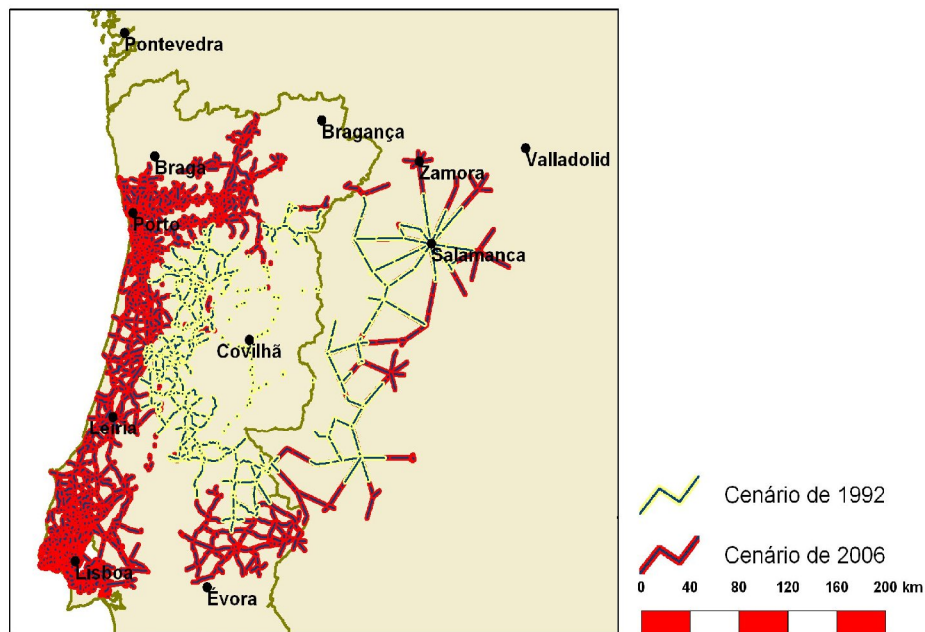 Pontevedra
Bragança
Braga
Zamora
Valladolid
Porto
Salamanca
Covilhã
Leiria
Lisboa
Évora
Cenário de 1992
Cenário de 2006
0 40 80 120 160 200 km